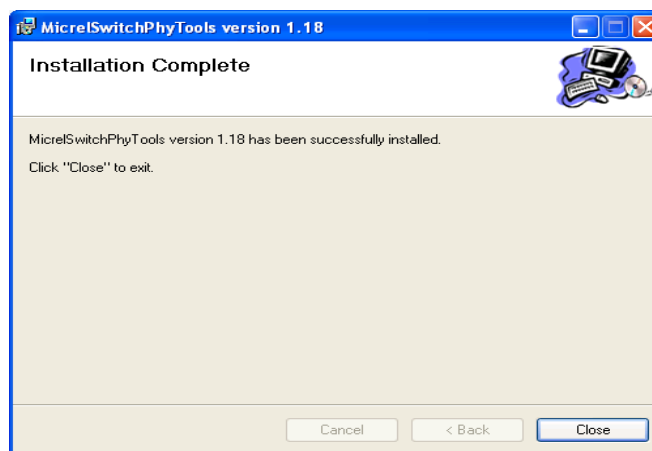 MicrelSwitchPhyTools version 1.18
Installation Complete
MicrelSwitchPhyTools version 1.18 has been successfully installed.
Click "Close" to exit.
Cancel
< Back
Close